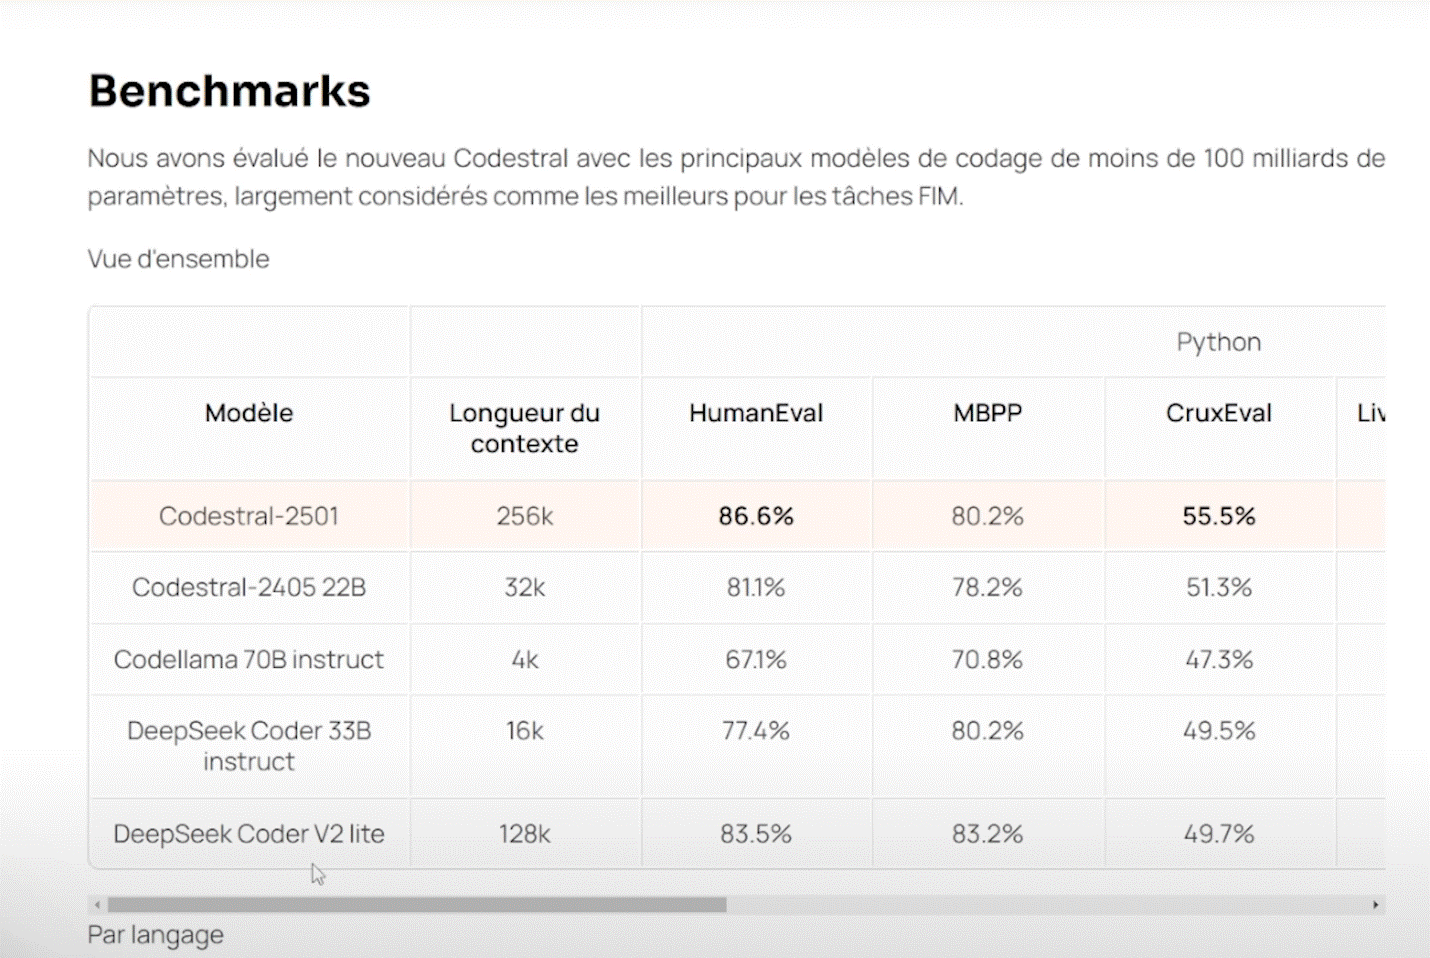 Benchmarks
Nous avons évalué le nouveau Codestral avec les principaux modèles de codage de moins de 100 milliards de
paramètres, largement considérés comme les meilleurs pour les tâches FIM.
Vue d'ensemble
Python
Modèle Longueur du contexte HumanEval MBPP CruxEval Liv
Codestral-2501 256k 86.6% 80.2% 55.5%
Codestral-2405 22B 32k 81.1% 78.2% 51.3%
Codellama 70B instruct 4k 67.1% 70.8% 47.3%
DeepSeek Coder 33B instruct 16k 77.4% 80.2% 49.5%
DeepSeek Coder V2 lite 128k 83.5% 83.2% 49.7%
Par langage